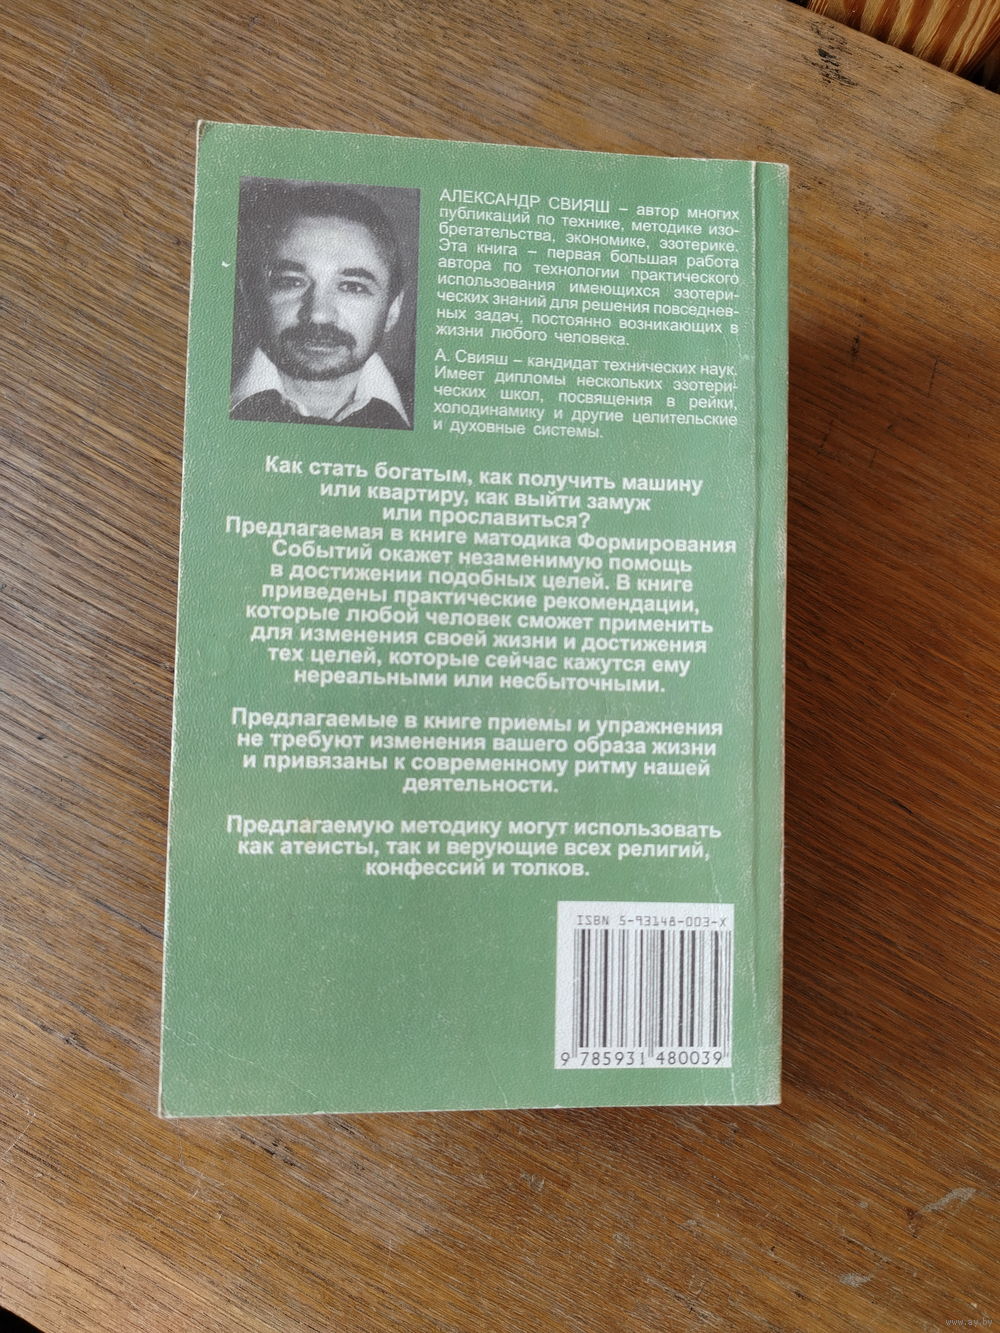 АЛЕКСАНДР СВИЯШ – автор многих
публикаций по технике, методике изо-
бретательства, экономике, эзотерике.
Эта книга – первая большая работа
автора по технологии практического
использования имеющихся эзотери-
ческих знаний для решения повседнев-
ных задач, постоянно возникающих в
жизни любого человека.
А. Свияш – кандидат технических наук.
Имеет дипломы нескольких эзотери-
ческих школ, посвящения в рейки,
холодинамику и другие целительские
и духовные системы.
Как стать богатым, как получить машину
или квартиру, как выйти замуж
или прославиться?
Предлагаемая в книге матодика Формирования
Событий окажет незаменимую помощь
в достижении подобных целей. В книге
приведены практические рекомендации,
которые любой человек сможет применить
для изменения своей жизни и достижения
тех целей, которые сейчас кажутся ему
нереальными или несбыточными.
Предлагаемые в книге приемы и упражнения
не требуют изменения вашего образа жизни
и привязаны к современному ритму нашей
деятельности.
Предлагаемую методику могут использовать
как атеисты, так и верующие всех религий,
конфессий и толков.
ISBN 5-93148-003-X
9 785931 480039
www.ay.by